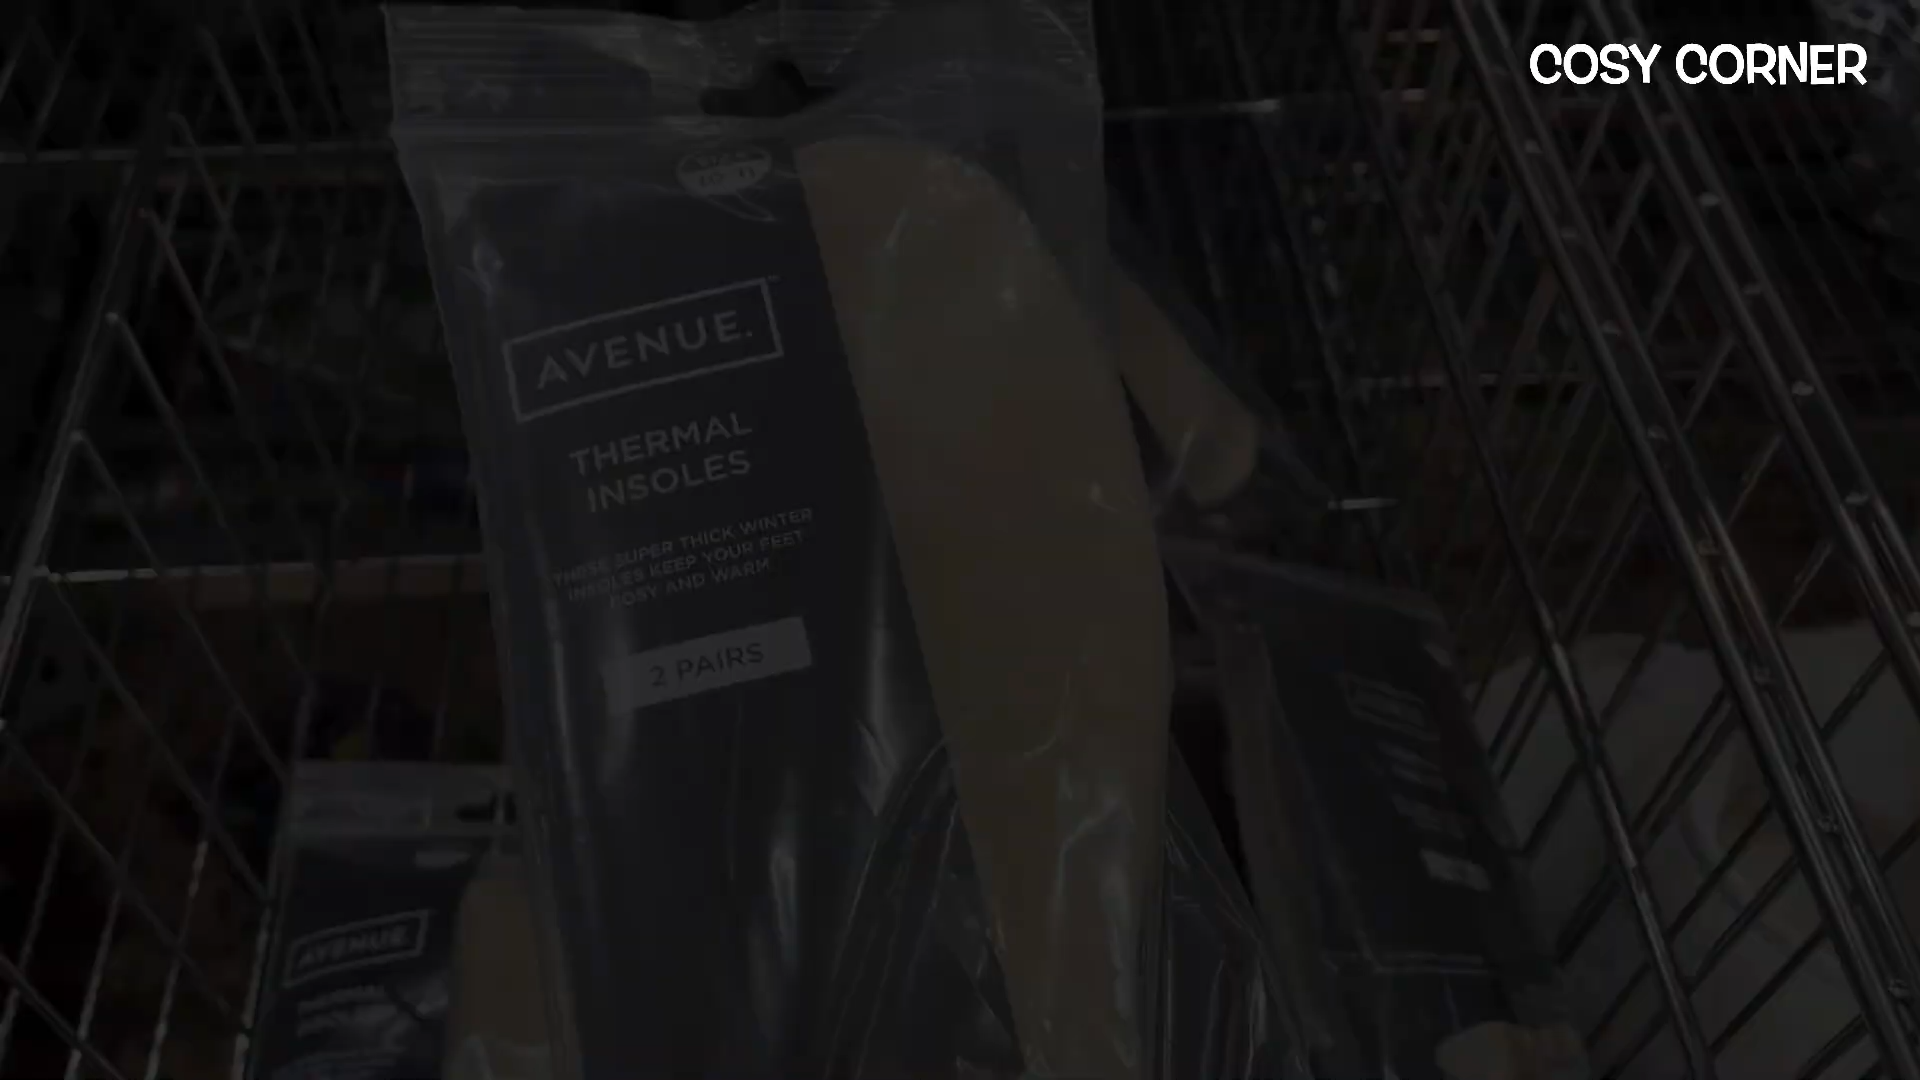 COSY CORNER
AVENUE.
THERMAL
INSOLES
THESE SUPER THICK WINTER
INSOLES KEEP YOUR FEET
COSY AND WARM
2 PAIRS
AVENUE